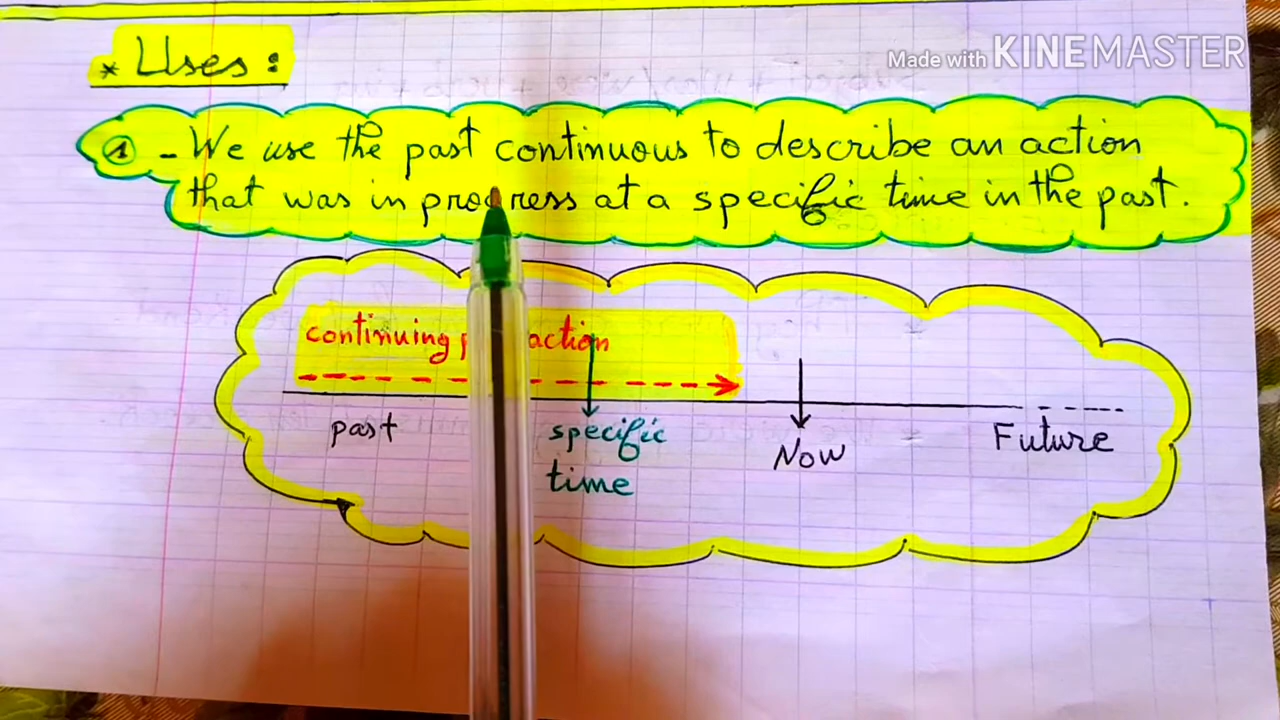 Made with KINEMASTER
* Uses :
① - We use the past continuous to describe an action
that was in progress at a specific time in the past.
continuing action
past
specific
time
Now
Future